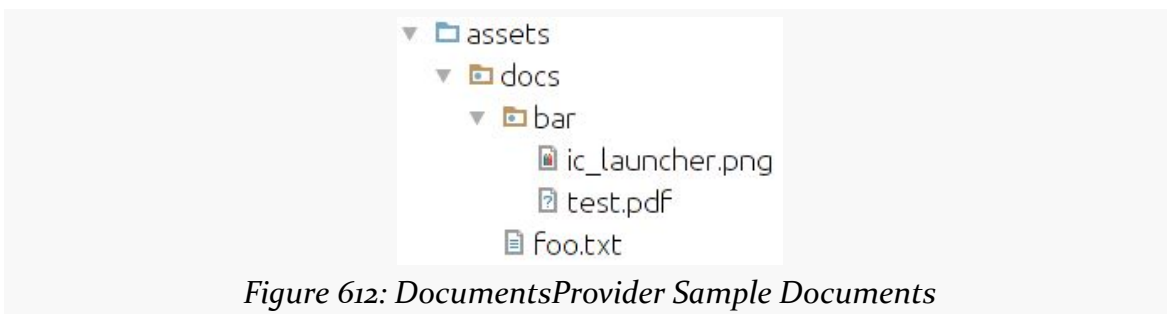 assets
docs
bar
ic_launcher.png
test.pdf
foo.txt
Figure 612: DocumentsProvider Sample Documents